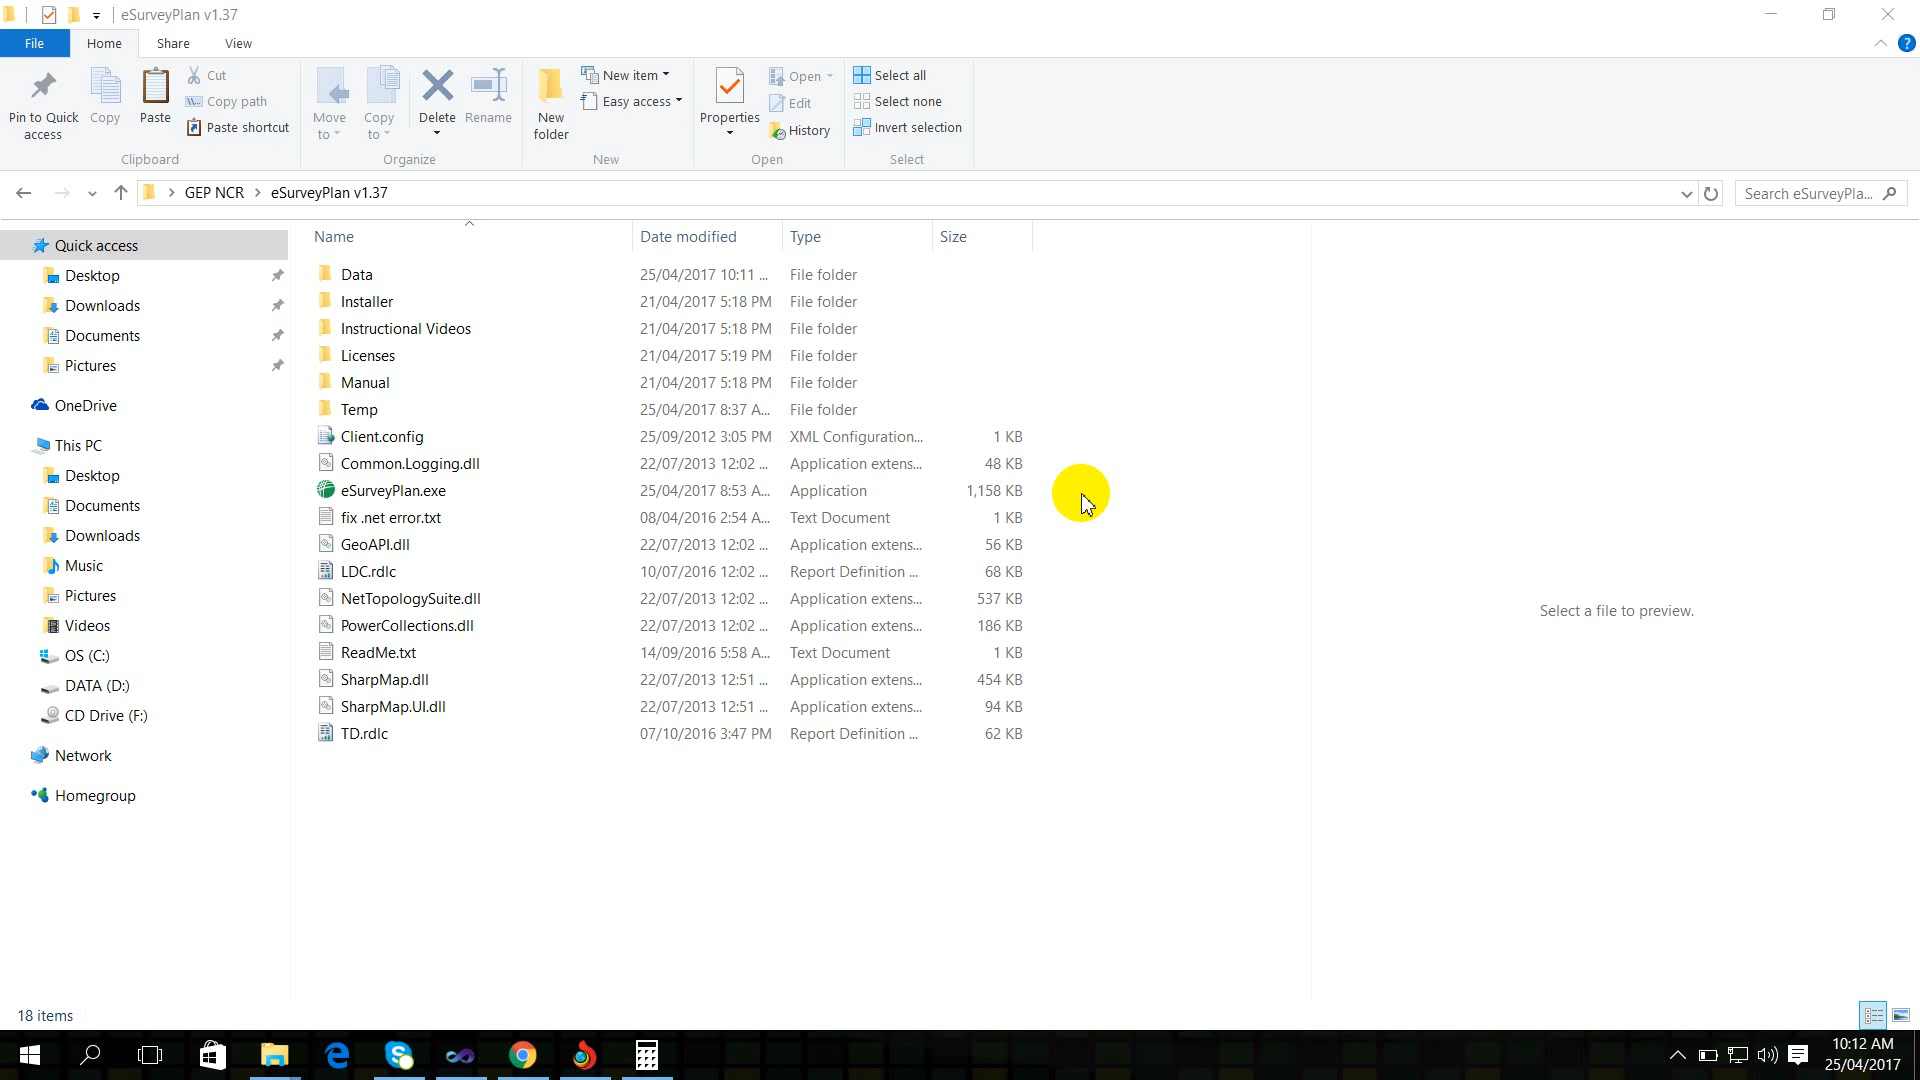 eSurveyPlan v1.37
File Home Share View
Pin to Quick access
Copy
Paste
Cut
Copy path
Paste shortcut
Clipboard
Move to
Copy to
Delete
Rename
Organize
New folder
New item
Easy access
New
Properties
Open
Edit
History
Open
Select all
Select none
Invert selection
Select
GEP NCR > eSurveyPlan v1.37
Search eSurveyPla...
Quick access
Desktop
Downloads
Documents
Pictures
OneDrive
This PC
Desktop
Documents
Downloads
Music
Pictures
Videos
OS (C:)
DATA (D:)
CD Drive (F:)
Network
Homegroup
Name Date modified Type Size
Data 25/04/2017 10:11 ... File folder
Installer 21/04/2017 5:18 PM File folder
Instructional Videos 21/04/2017 5:18 PM File folder
Licenses 21/04/2017 5:19 PM File folder
Manual 21/04/2017 5:18 PM File folder
Temp 25/04/2017 8:37 A... File folder
Client.config 25/09/2012 3:05 PM XML Configuration... 1 KB
Common.Logging.dll 22/07/2013 12:02 ... Application extens... 48 KB
eSurveyPlan.exe 25/04/2017 8:53 A... Application 1,158 KB
fix .net error.txt 08/04/2016 2:54 A... Text Document 1 KB
GeoAPI.dll 22/07/2013 12:02 ... Application extens... 56 KB
LDC.rdlc 10/07/2016 12:02 ... Report Definition ... 68 KB
NetTopologySuite.dll 22/07/2013 12:02 ... Application extens... 537 KB
PowerCollections.dll 22/07/2013 12:02 ... Application extens... 186 KB
ReadMe.txt 14/09/2016 5:58 A... Text Document 1 KB
SharpMap.dll 22/07/2013 12:51 ... Application extens... 454 KB
SharpMap.UI.dll 22/07/2013 12:51 ... Application extens... 94 KB
TD.rdlc 07/10/2016 3:47 PM Report Definition ... 62 KB
Select a file to preview.
18 items
10:12 AM
25/04/2017